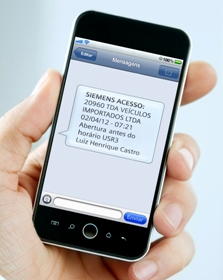 100%
Editar
Mensagens
SIEMENS ACESSO:
20960 TDA VEÍCULOS
IMPORTADOS LTDA
02/04/12 - 07:21
Abertura antes do
horário USR3
Luiz Henrique Castro
Enviar